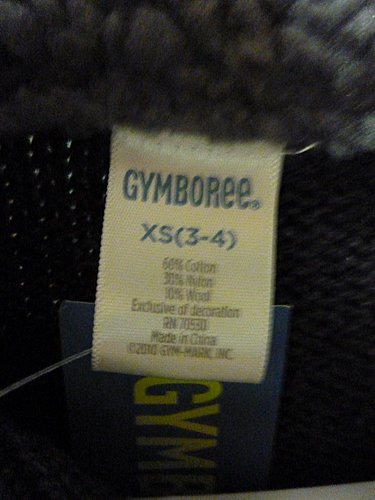 GYMBOREE®
XS(3-4)
60% Cotton
30% Nylon
10% Wool
Exclusive of decoration
RN 70530
Made in China
©2010 GYM-MARK, INC.
GYMB